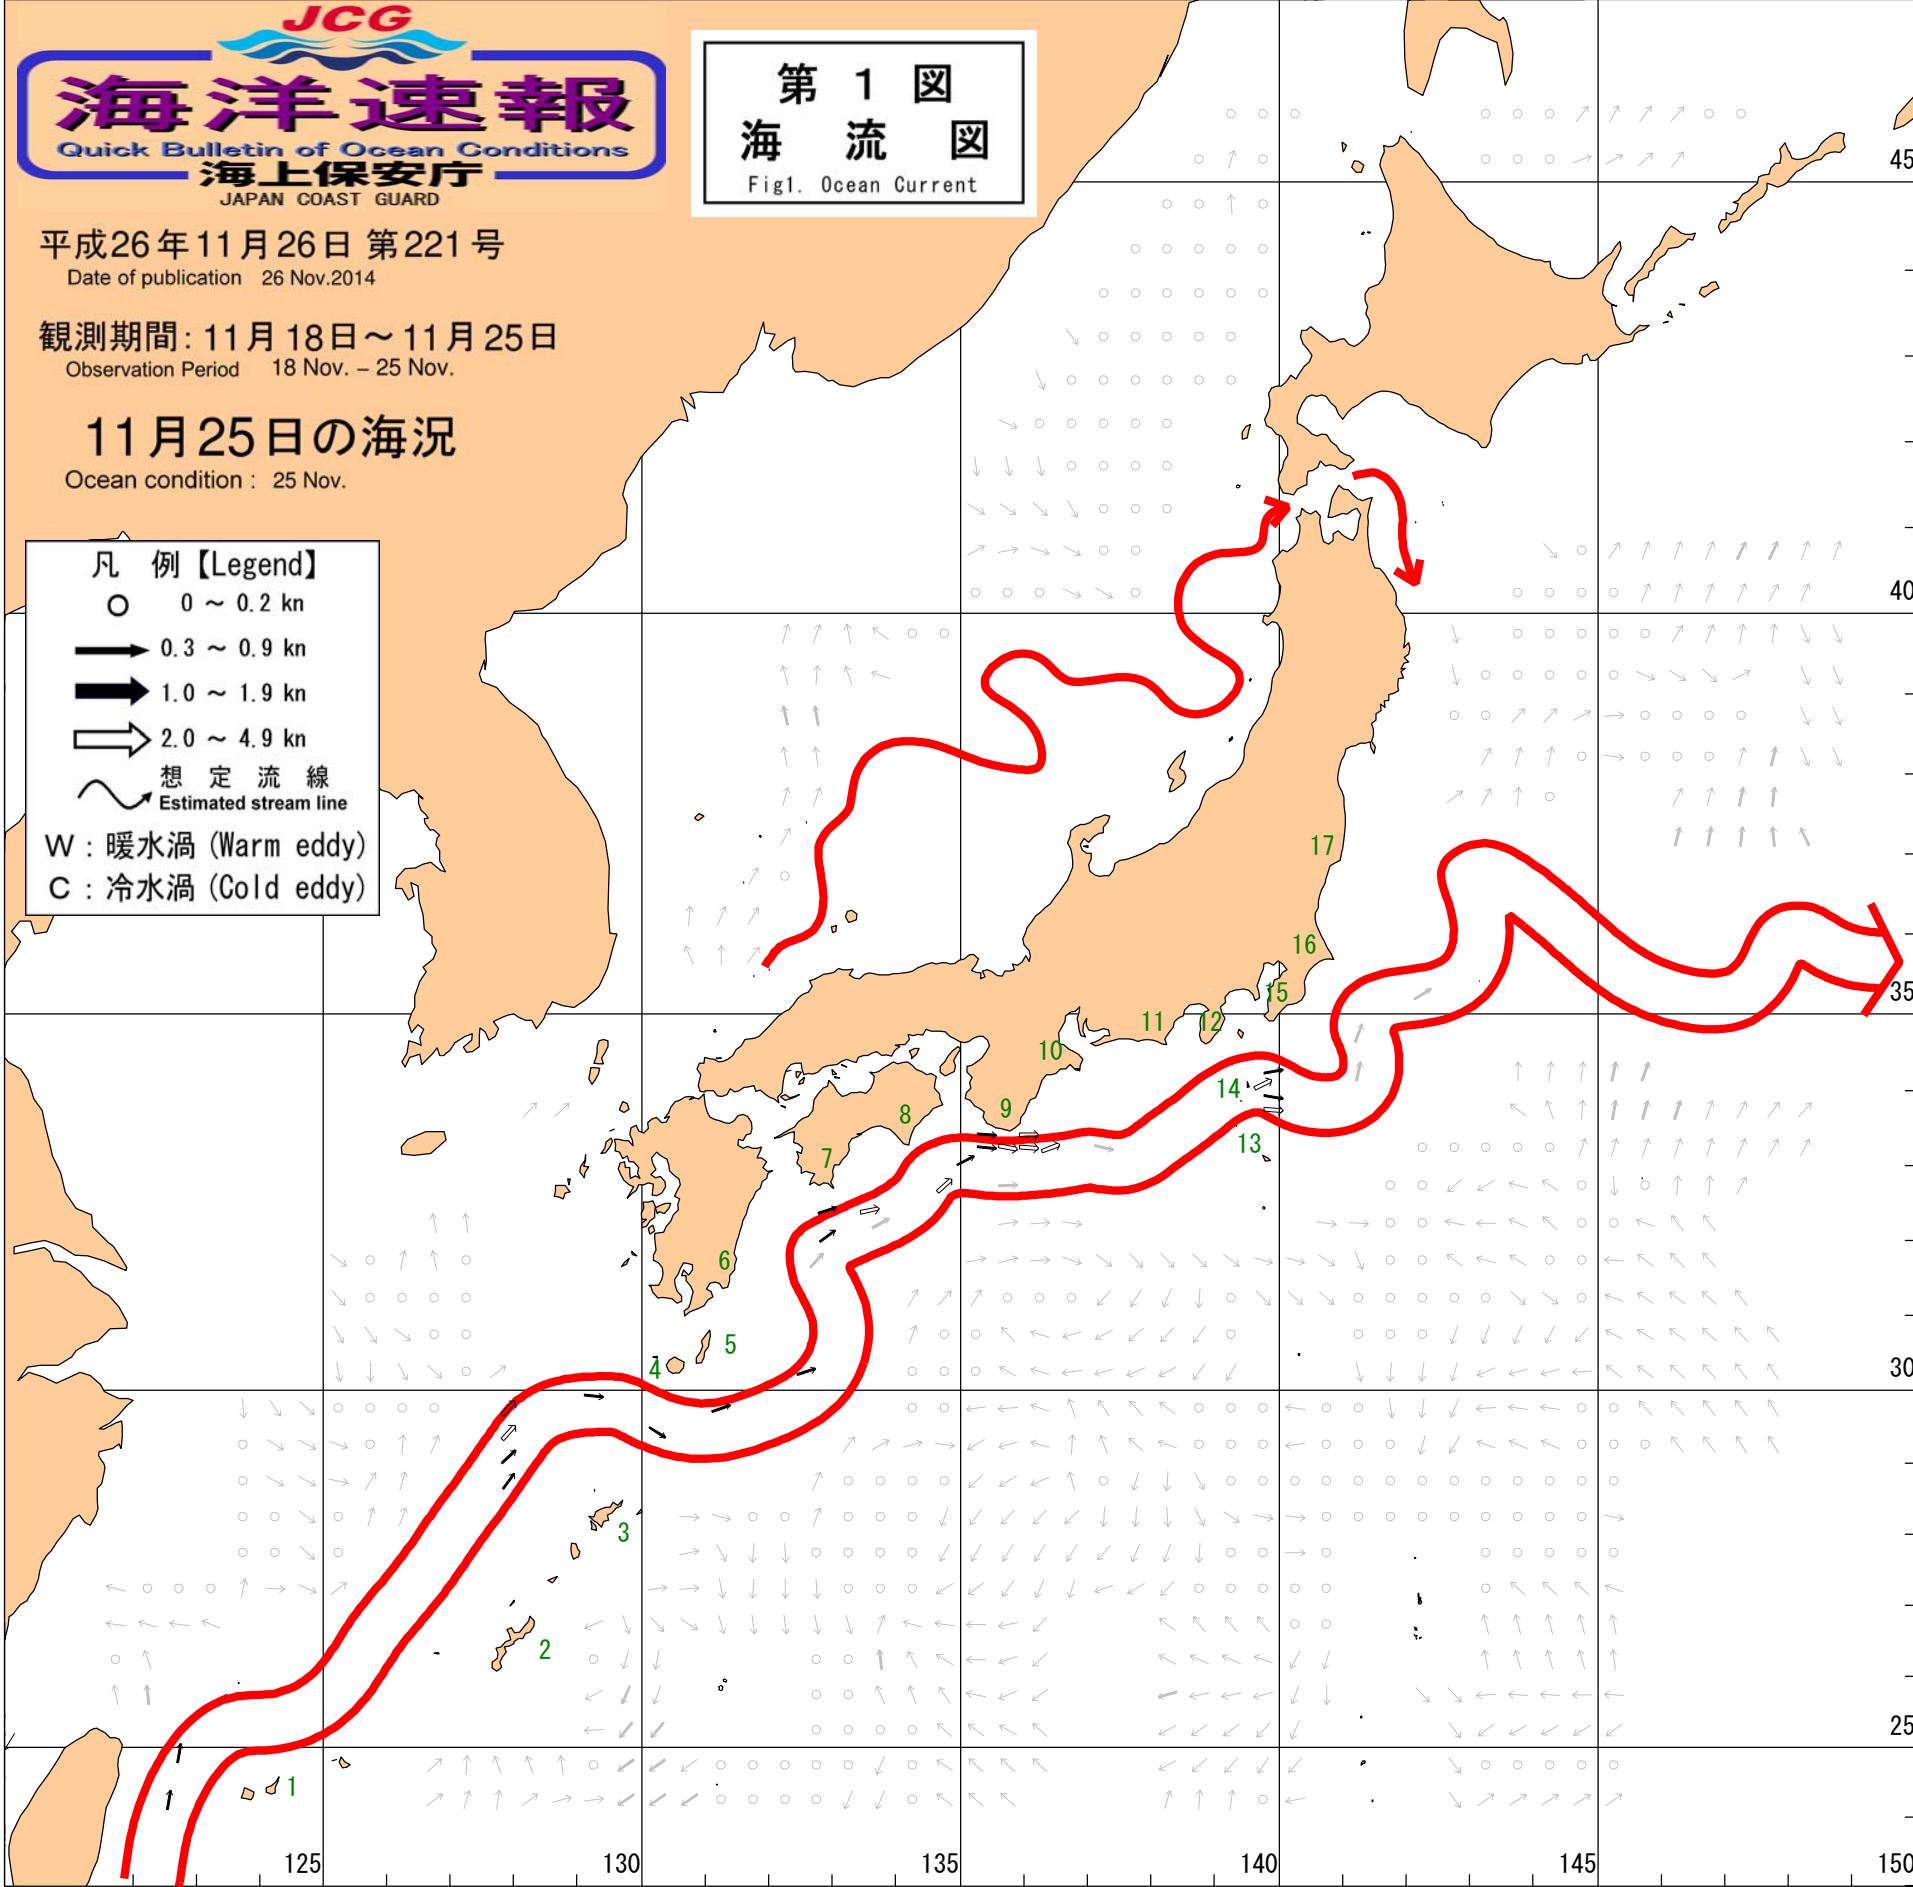 JCG
海洋速報
Quick Bulletin of Ocean Conditions
海上保安庁
JAPAN COAST GUARD
第 1 図
海 流 図
Fig1. Ocean Current
平成26年11月26日 第221号
Date of publication 26 Nov.2014
観測期間: 11月18日～11月25日
Observation Period 18 Nov. – 25 Nov.
11月25日の海況
Ocean condition : 25 Nov.
凡 例【Legend】
0 ～ 0.2 kn
0.3 ～ 0.9 kn
1.0 ～ 1.9 kn
2.0 ～ 4.9 kn
想 定 流 線
Estimated stream line
W : 暖水渦 (Warm eddy)
C : 冷水渦 (Cold eddy)
45
40
35
30
25
17
16
15
11
12
10
14
9
8
13
7
6
5
4
3
2
1
125
130
135
140
145
150